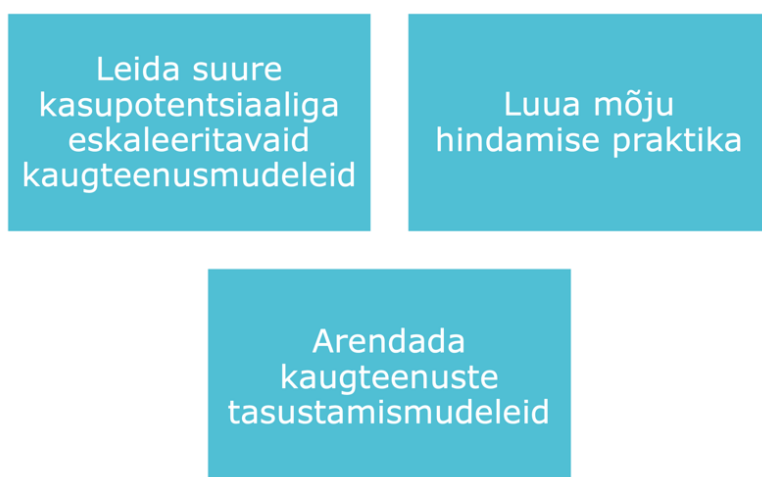 Leida suure
kasupotentsiaaliga
eskaleeritavaid
kaugteenusmudeleid
Luua mõju
hindamise praktika
Arendada
kaugteenuste
tasustamismudeleid